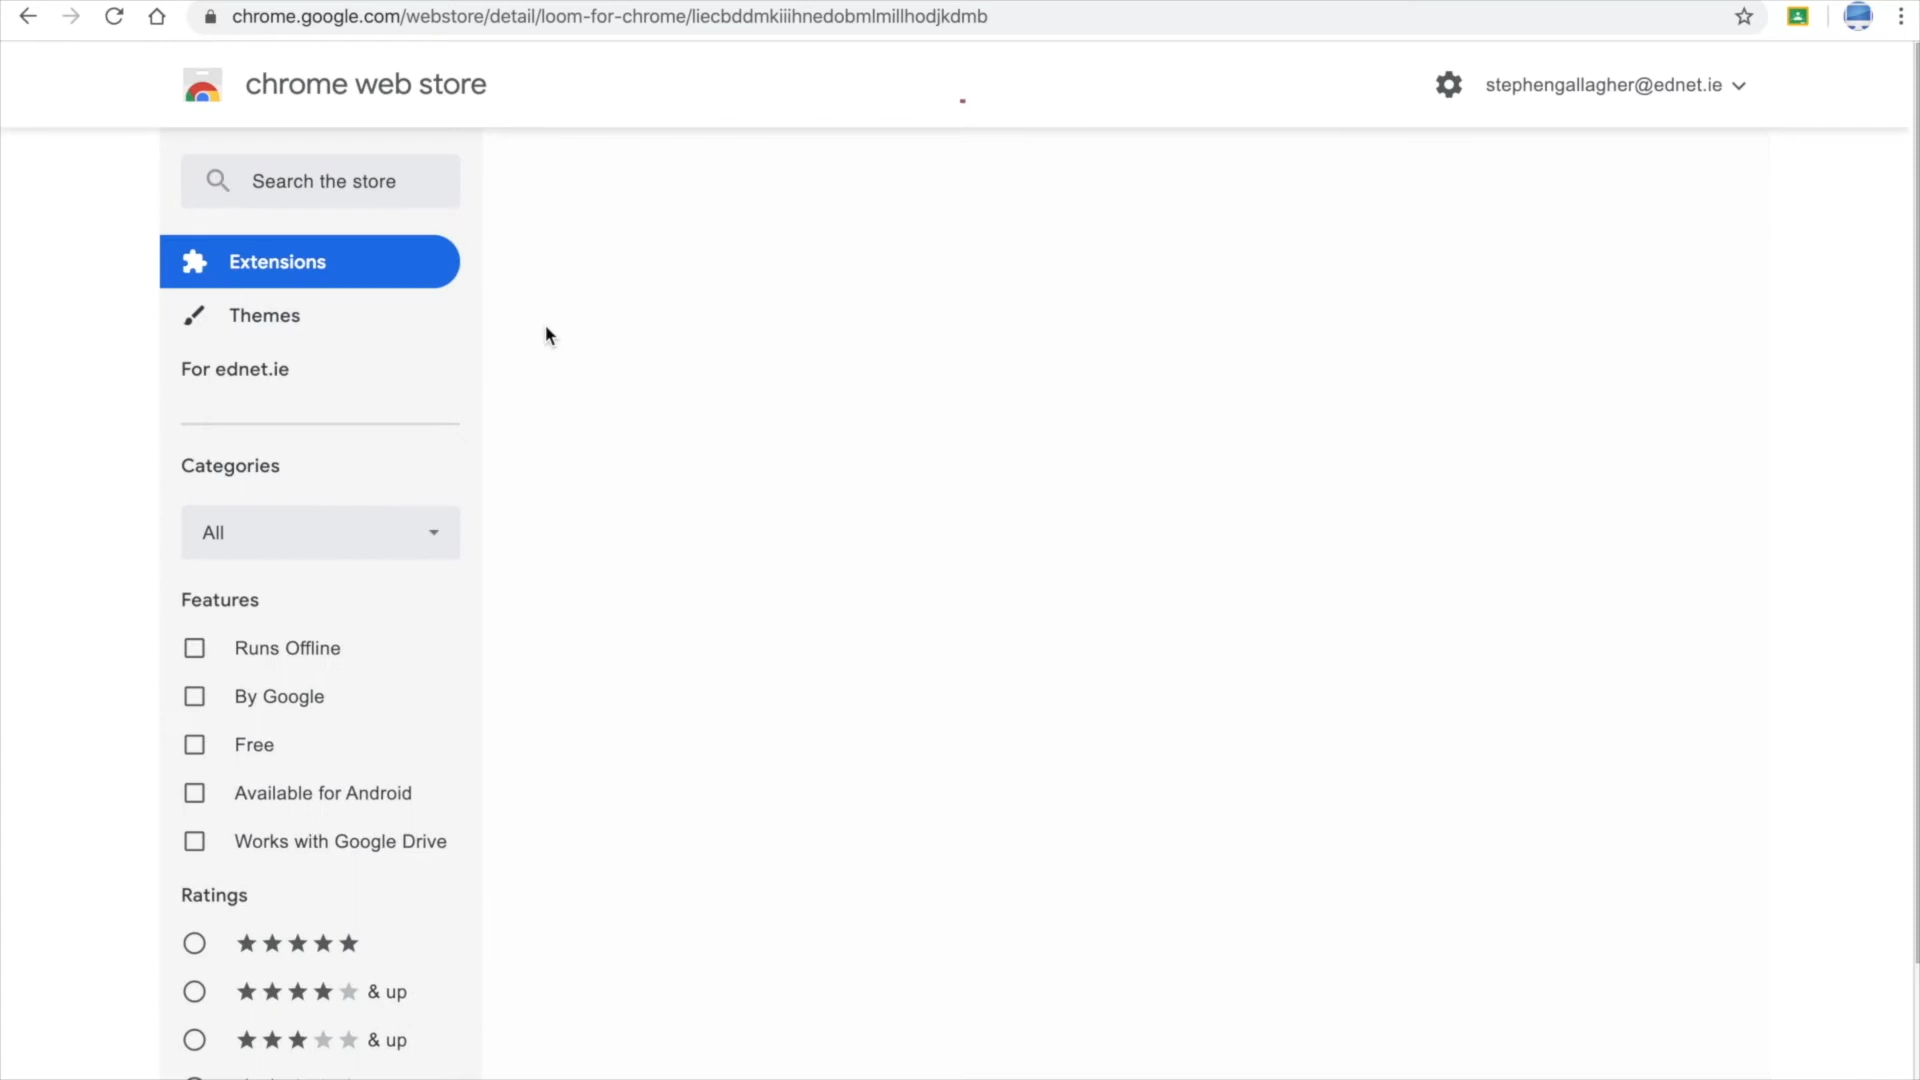 chrome.google.com/webstore/detail/loom-for-chrome/liecbddmkiiihnedobmlmillhodjkdmb
chrome web store
stephengallagher@ednet.ie
Search the store
Extensions
Themes
For ednet.ie
Categories
All
Features
Runs Offline
By Google
Free
Available for Android
Works with Google Drive
Ratings
& up
& up